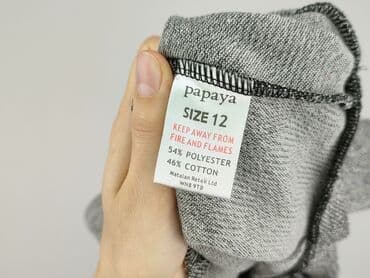 papaya
SIZE 12
KEEP AWAY FROM
FIRE AND FLAMES
54% POLYESTER
46% COTTON
Matalan Retail Ltd
WN8 9TB